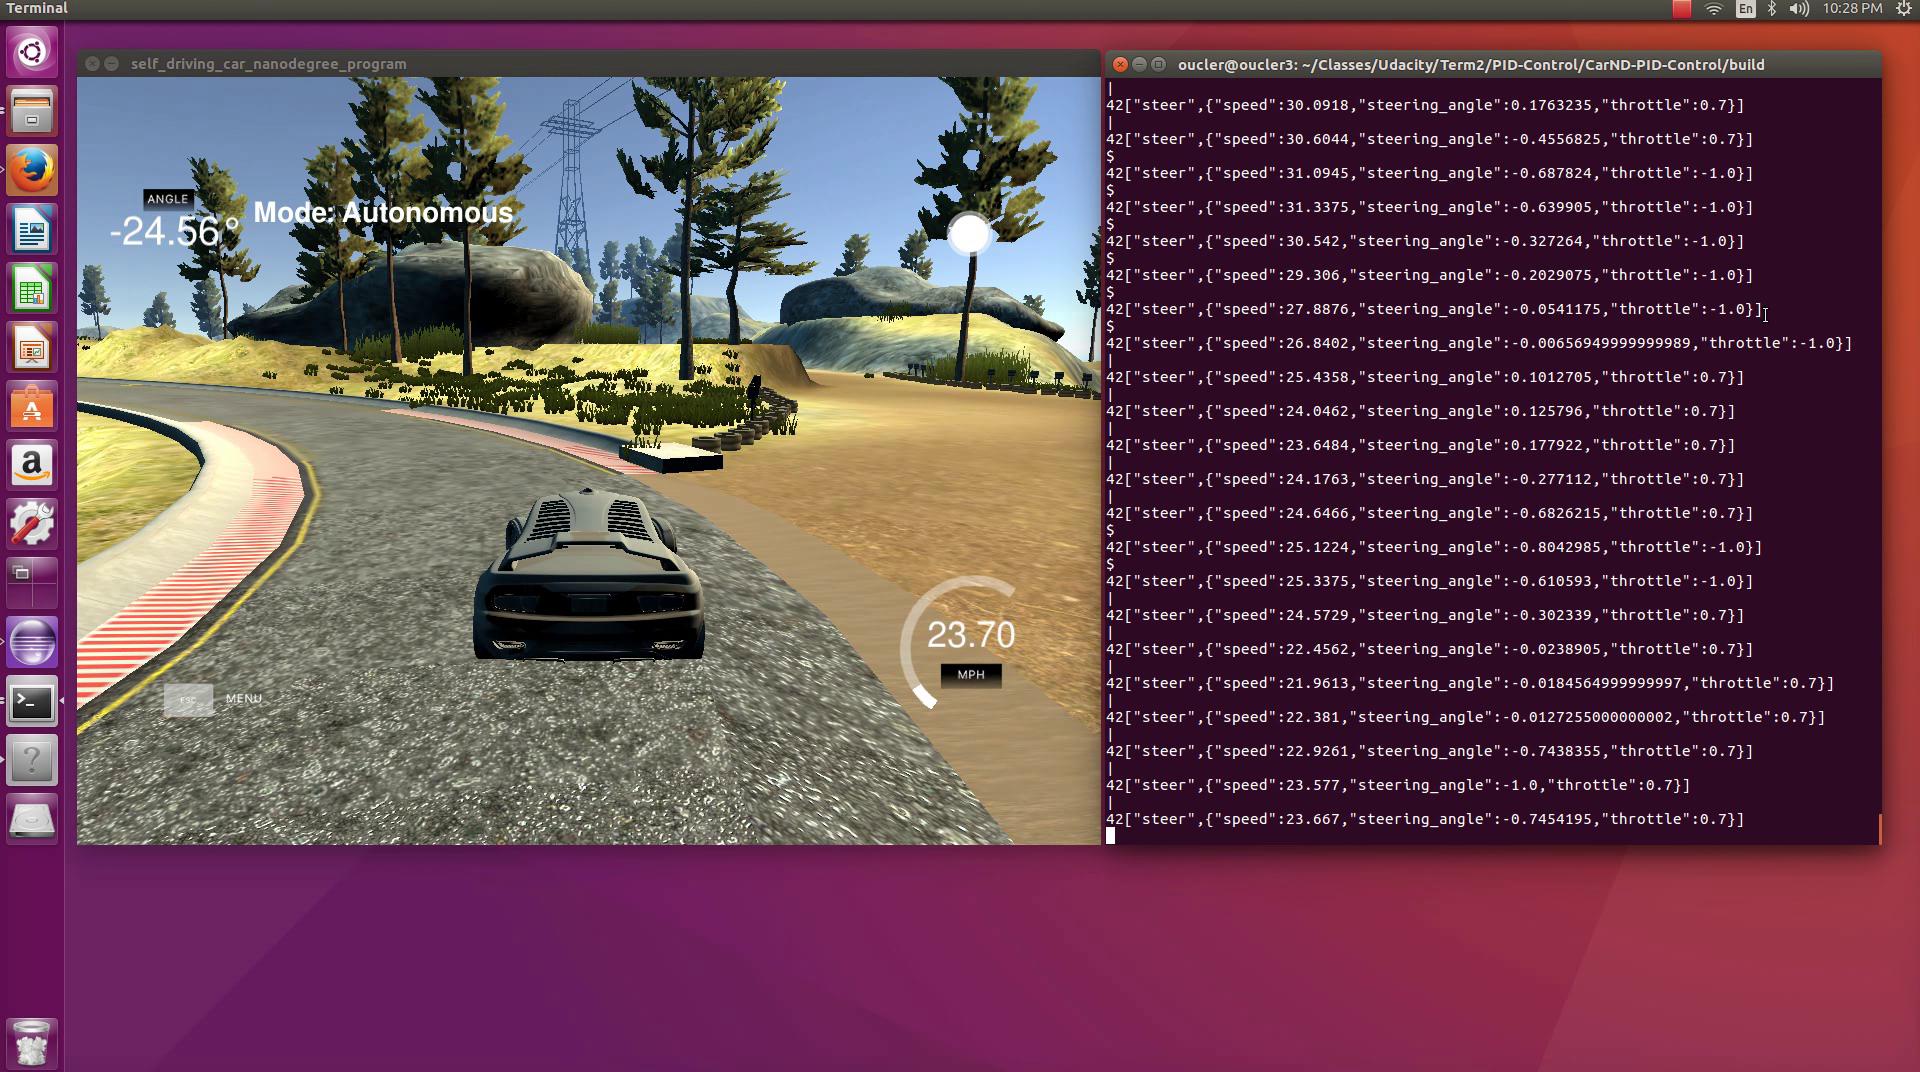 Terminal
En
10:28 PM
self_driving_car_nanodegree_program
ANGLE
-24.56°
Mode: Autonomous
23.70
MPH
ESC
MENU
a
?
oucler@oucler3: ~/Classes/Udacity/Term2/PID-Control/CarND-PID-Control/build
|
42["steer",{"speed":30.0918,"steering_angle":0.1763235,"throttle":0.7}]
|
42["steer",{"speed":30.6044,"steering_angle":-0.4556825,"throttle":0.7}]
$
42["steer",{"speed":31.0945,"steering_angle":-0.687824,"throttle":-1.0}]
$
42["steer",{"speed":31.3375,"steering_angle":-0.639905,"throttle":-1.0}]
$
42["steer",{"speed":30.542,"steering_angle":-0.327264,"throttle":-1.0}]
$
42["steer",{"speed":29.306,"steering_angle":-0.2029075,"throttle":-1.0}]
$
42["steer",{"speed":27.8876,"steering_angle":-0.0541175,"throttle":-1.0}]
$
42["steer",{"speed":26.8402,"steering_angle":-0.00656949999999989,"throttle":-1.0}]
|
42["steer",{"speed":25.4358,"steering_angle":0.1012705,"throttle":0.7}]
|
42["steer",{"speed":24.0462,"steering_angle":0.125796,"throttle":0.7}]
|
42["steer",{"speed":23.6484,"steering_angle":0.177922,"throttle":0.7}]
|
42["steer",{"speed":24.1763,"steering_angle":-0.277112,"throttle":0.7}]
|
42["steer",{"speed":24.6466,"steering_angle":-0.6826215,"throttle":0.7}]
$
42["steer",{"speed":25.1224,"steering_angle":-0.8042985,"throttle":-1.0}]
$
42["steer",{"speed":25.3375,"steering_angle":-0.610593,"throttle":-1.0}]
|
42["steer",{"speed":24.5729,"steering_angle":-0.302339,"throttle":0.7}]
|
42["steer",{"speed":22.4562,"steering_angle":-0.0238905,"throttle":0.7}]
|
42["steer",{"speed":21.9613,"steering_angle":-0.0184564999999997,"throttle":0.7}]
|
42["steer",{"speed":22.381,"steering_angle":-0.0127255000000002,"throttle":0.7}]
|
42["steer",{"speed":22.9261,"steering_angle":-0.7438355,"throttle":0.7}]
|
42["steer",{"speed":23.577,"steering_angle":-1.0,"throttle":0.7}]
|
42["steer",{"speed":23.667,"steering_angle":-0.7454195,"throttle":0.7}]